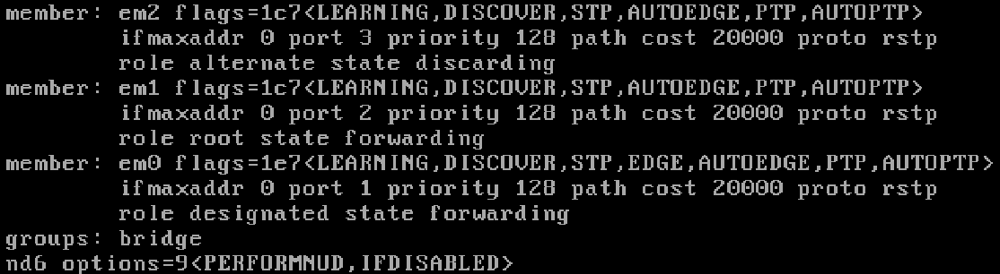 member: em2 flags=1c7<LEARNING,DISCOVER,STP,AUTOEDGE,PTP,AUTOPTP>
ifmaxaddr 0 port 3 priority 128 path cost 20000 proto rstp
role alternate state discarding
member: em1 flags=1c7<LEARNING,DISCOVER,STP,AUTOEDGE,PTP,AUTOPTP>
ifmaxaddr 0 port 2 priority 128 path cost 20000 proto rstp
role root state forwarding
member: em0 flags=1e7<LEARNING,DISCOVER,STP,EDGE,AUTOEDGE,PTP,AUTOPTP>
ifmaxaddr 0 port 1 priority 128 path cost 20000 proto rstp
role designated state forwarding
groups: bridge
nd6 options=9<PERFORMNUD,IFDISABLED>